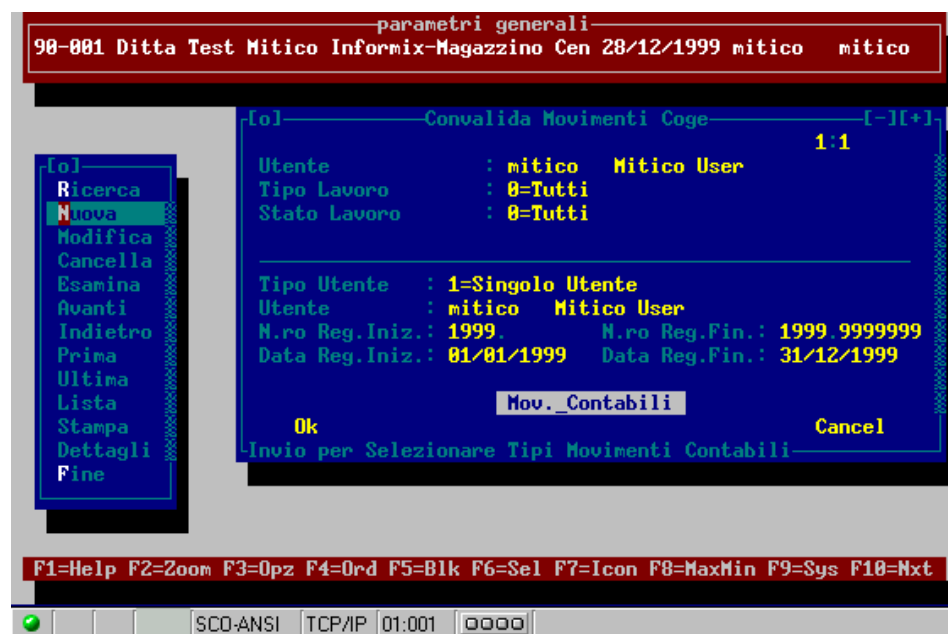 parametri generali
90-001 Ditta Test Mitico Informix-Magazzino Cen 28/12/1999 mitico mitico
[o] Convalida Movimenti Coge [-][+]
1:1
Utente : mitico Mitico User
Tipo Lavoro : 0=Tutti
Stato Lavoro : 0=Tutti
Tipo Utente : 1=Singolo Utente
Utente : mitico Mitico User
N.ro Reg.Iniz.: 1999. N.ro Reg.Fin.: 1999.9999999
Data Reg.Iniz.: 01/01/1999 Data Reg.Fin.: 31/12/1999
Mov._Contabili
Ok Cancel
Invio per Selezionare Tipi Movimenti Contabili
[o]
Ricerca
Nuova
Modifica
Cancella
Esamina
Avanti
Indietro
Prima
Ultima
Lista
Stampa
Dettagli
Fine
F1=Help F2=Zoom F3=Opz F4=Ord F5=Blk F6=Sel F7=Icon F8=MaxMin F9=Sys F10=Nxt
SCO-ANSI TCP/IP 01:001